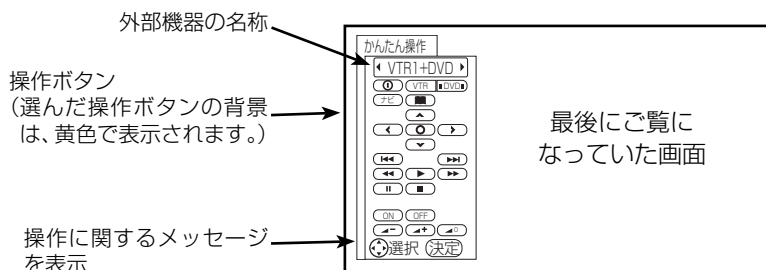 外部機器の名称
かんたん操作
VTR1+DVD
操作ボタン
（選んだ操作ボタンの背景
は、黄色で表示されます。）
VTR DVD
ナビ
最後にご覧に
なっていた画面
ON OFF
操作に関するメッセージ
を表示
選択 決定